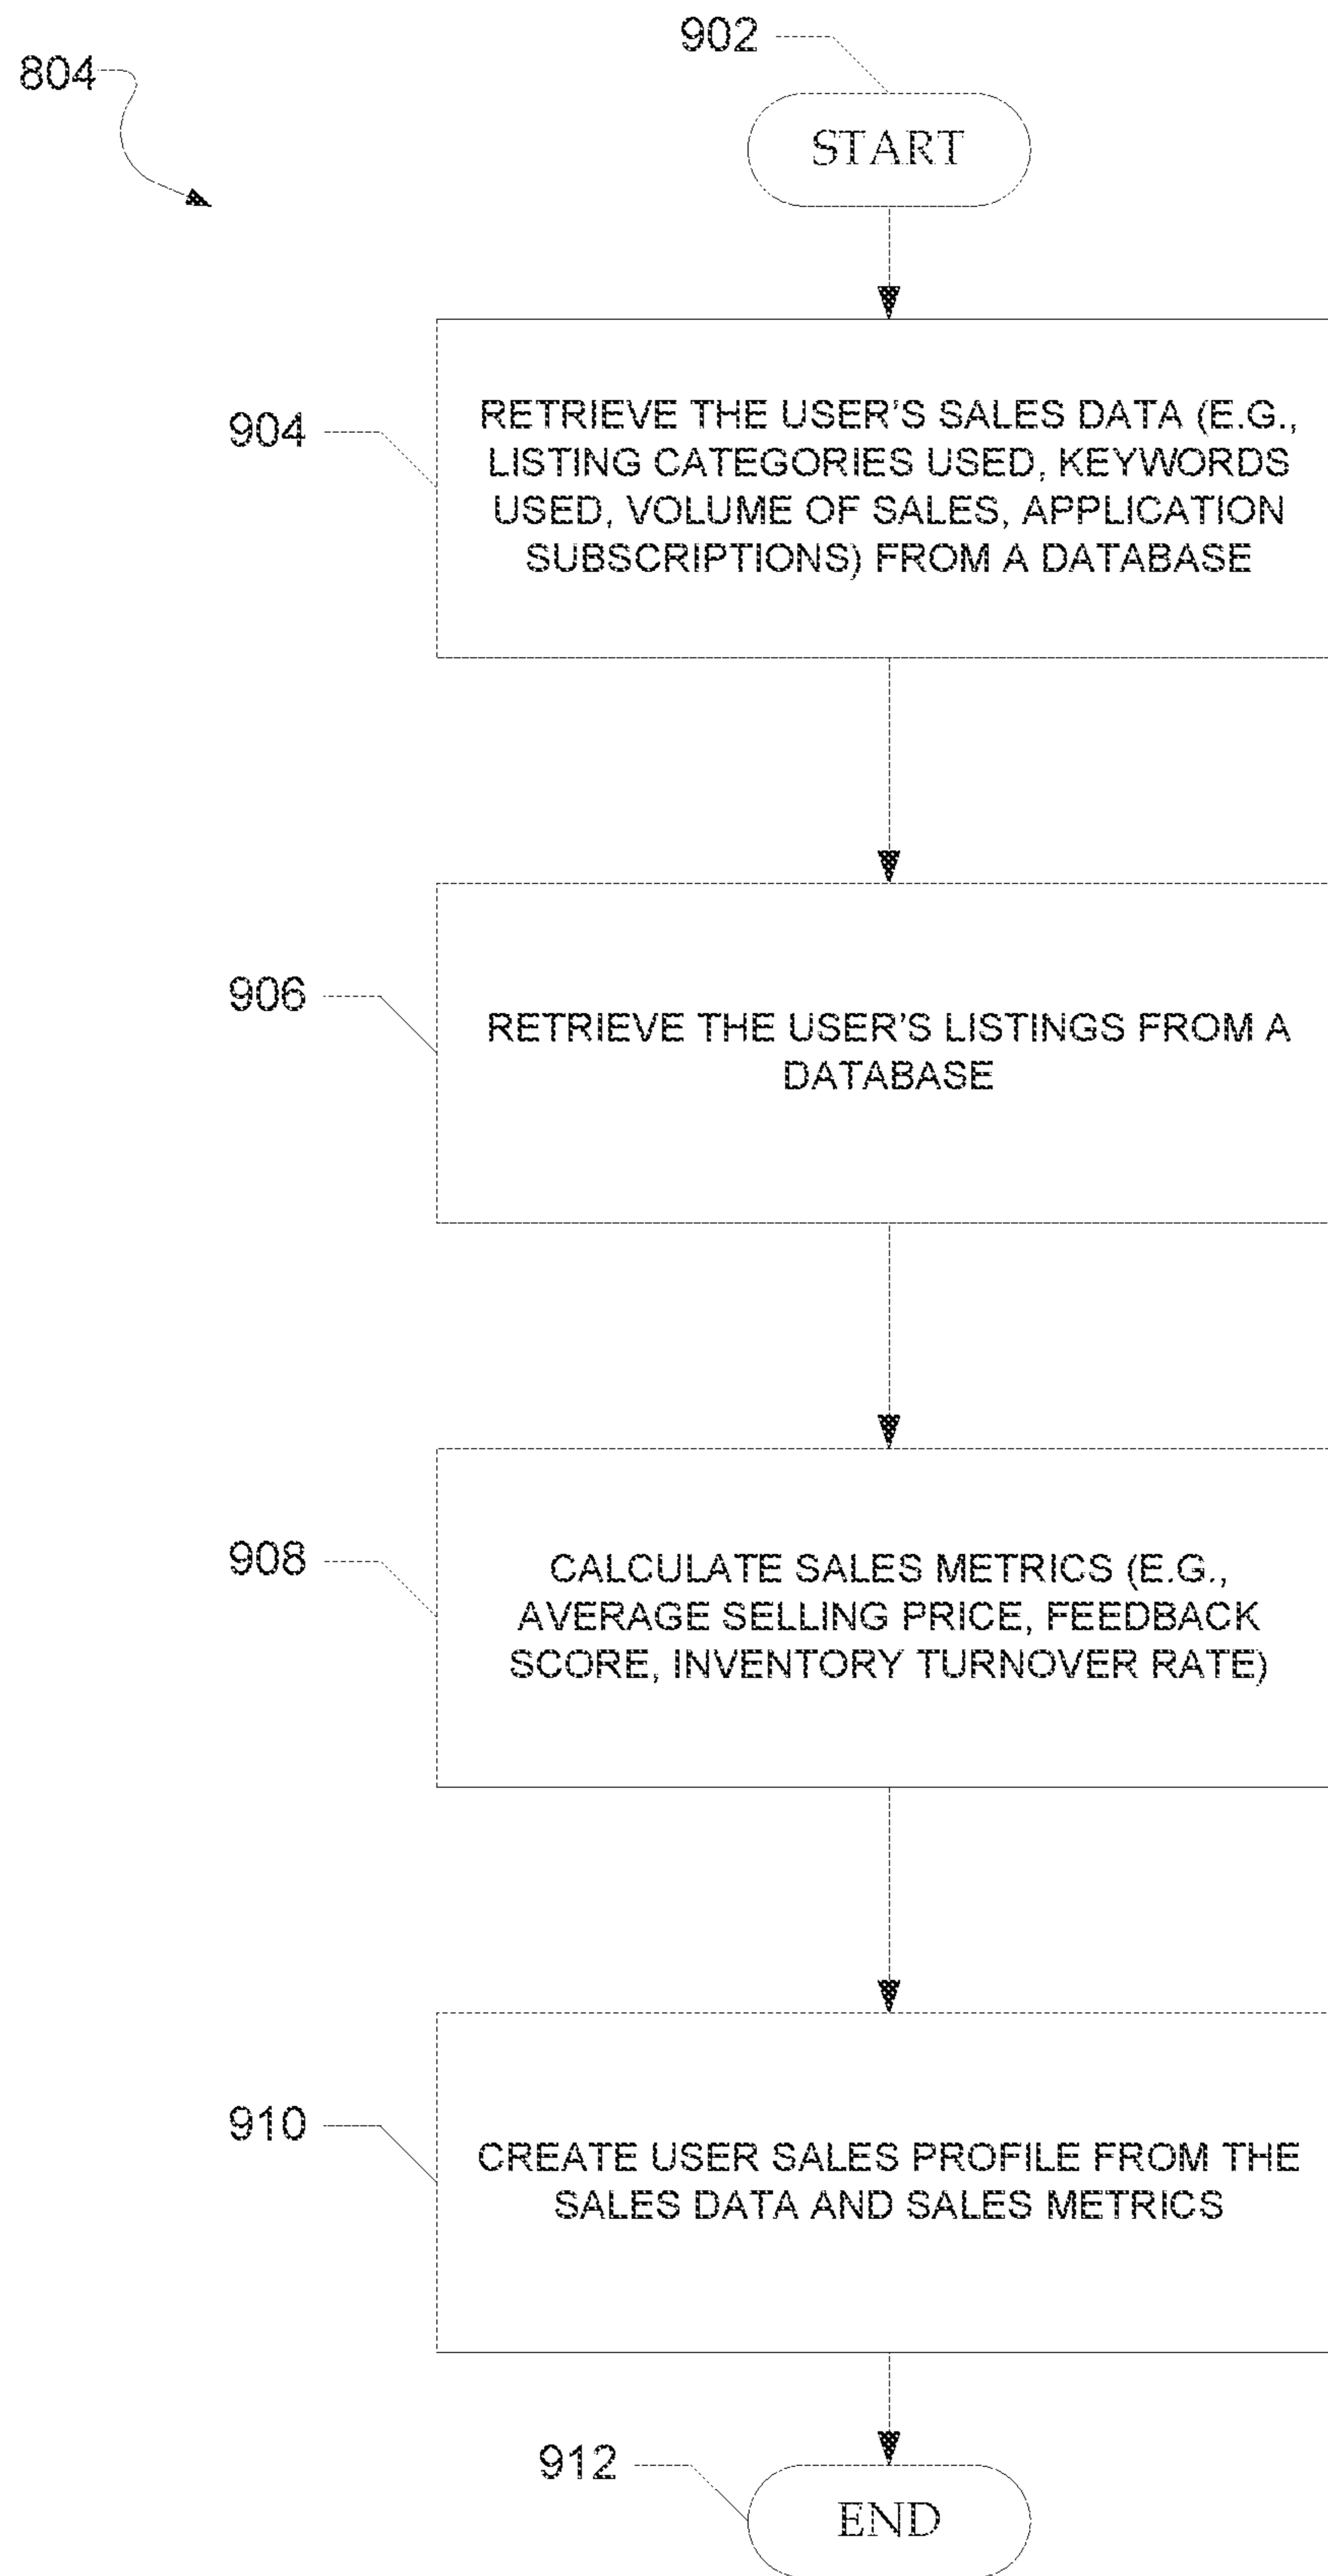 902
804
START
904
RETRIEVE THE USER'S SALES DATA (E.G.,
LISTING CATEGORIES USED, KEYWORDS
USED, VOLUME OF SALES, APPLICATION
SUBSCRIPTIONS) FROM A DATABASE
906
RETRIEVE THE USER'S LISTINGS FROM A
DATABASE
908
CALCULATE SALES METRICS (E.G.,
AVERAGE SELLING PRICE, FEEDBACK
SCORE, INVENTORY TURNOVER RATE)
910
CREATE USER SALES PROFILE FROM THE
SALES DATA AND SALES METRICS
912
END